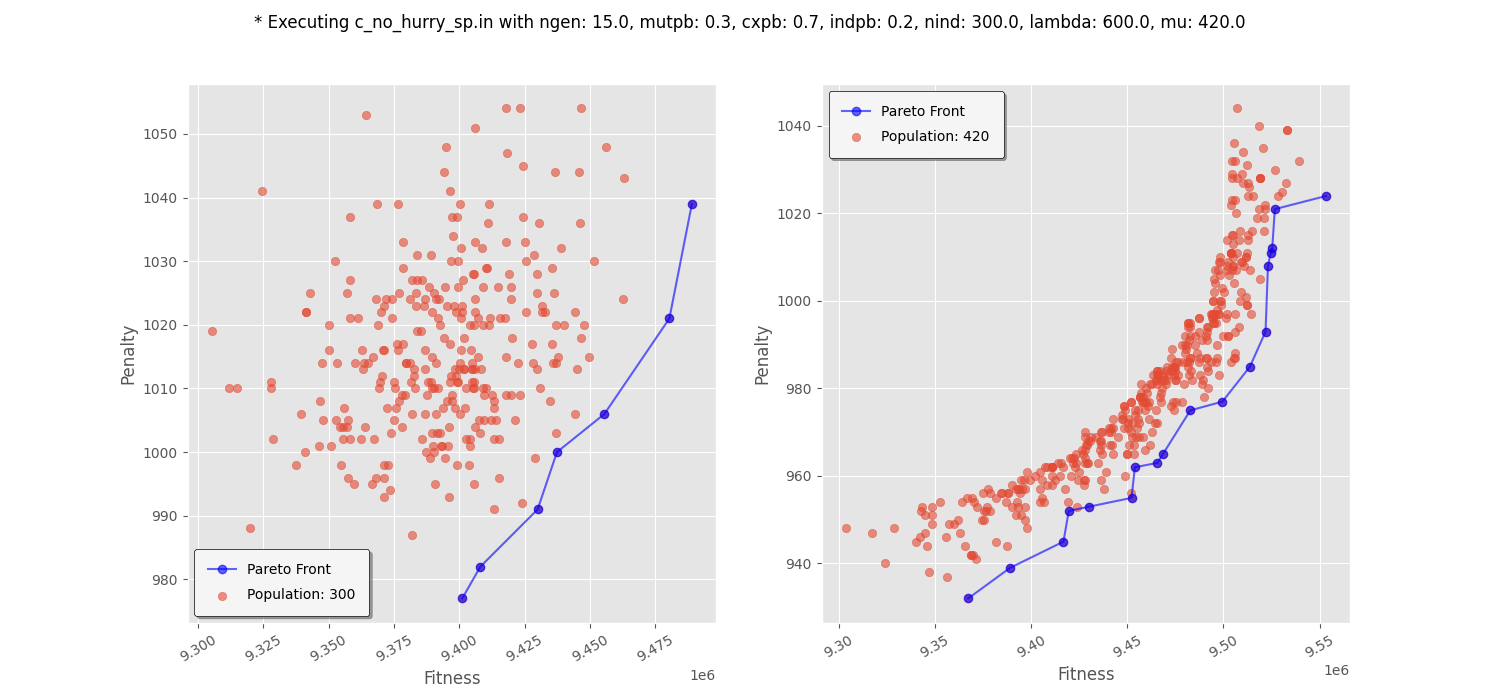 * Executing c_no_hurry_sp.in with ngen: 15.0, mutpb: 0.3, cxpb: 0.7, indpb: 0.2, nind: 300.0, lambda: 600.0, mu: 420.0
1050
1040
1030
1020
1010
1000
990
980
Penalty
Pareto Front
Population: 300
9.300
9.325
9.350
9.375
9.400
9.425
9.450
9.475
1e6
Fitness
Pareto Front
Population: 420
1040
1020
1000
980
960
940
Penalty
9.30
9.35
9.40
9.45
9.50
9.55
1e6
Fitness